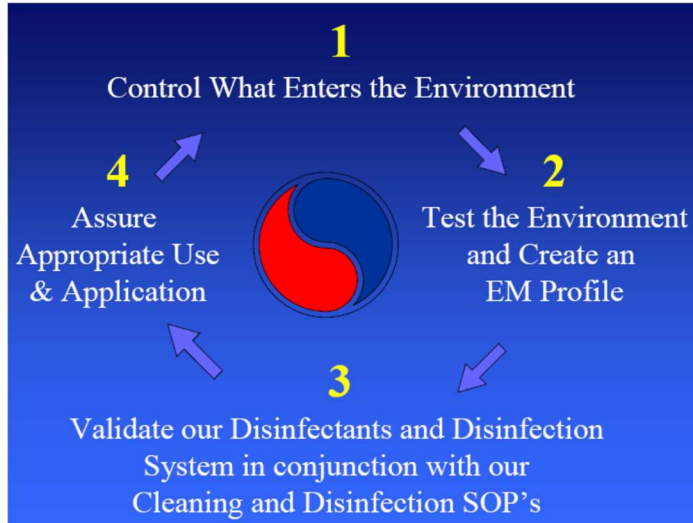 1
Control What Enters the Environment
2
Test the Environment
and Create an
EM Profile
3
Validate our Disinfectants and Disinfection
System in conjunction with our
Cleaning and Disinfection SOP's
4
Assure
Appropriate Use
& Application